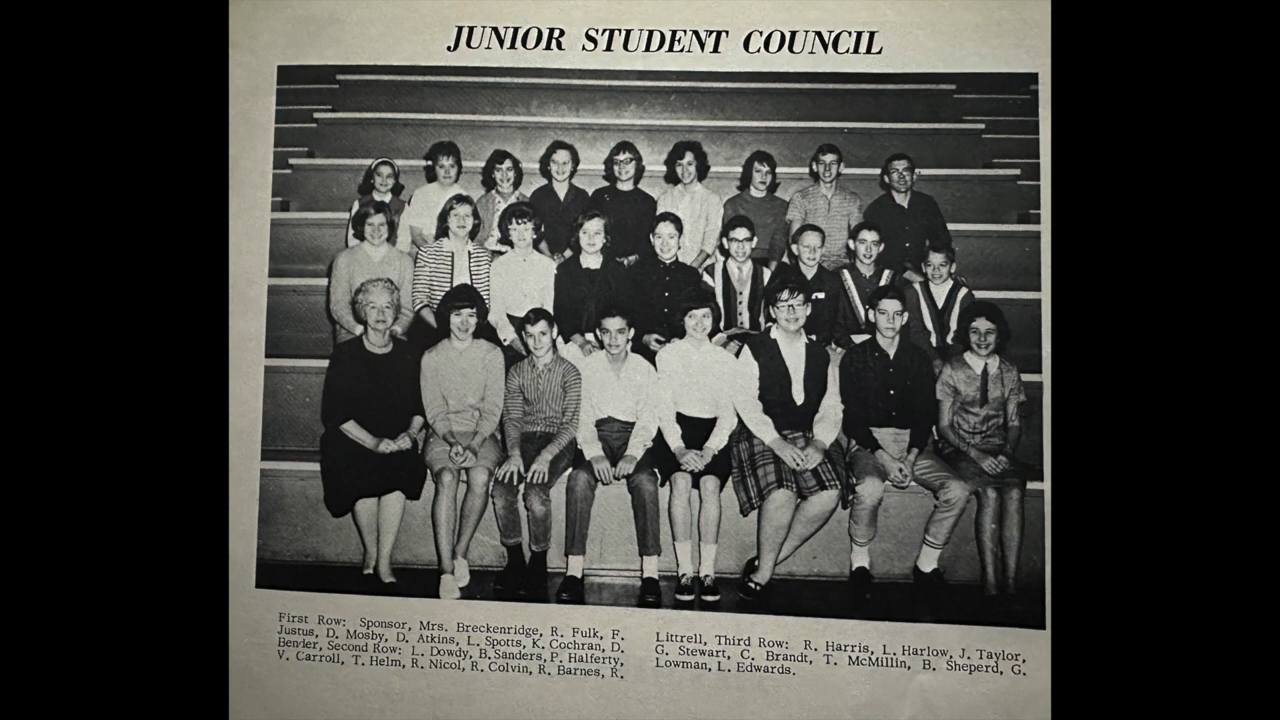 JUNIOR STUDENT COUNCIL
First Row: Sponsor, Mrs. Breckenridge, R. Fulk, F.
Justus, D. Mosby, D. Atkins, L. Spotts, K. Cochran, D.
Bender, Second Row: L. Dowdy, B. Sanders, P. Halferty,
V. Carroll, T. Helm, R. Nicol, R. Colvin, R. Barnes, R.
Littrell, Third Row: R. Harris, L. Harlow, J. Taylor,
G. Stewart, C. Brandt, T. McMillin, B. Sheperd, G.
Lowman, L. Edwards.